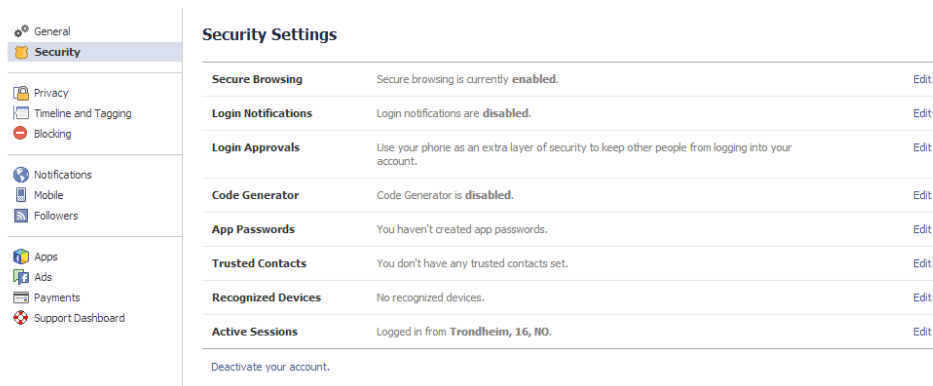 General
Security
Privacy
Timeline and Tagging
Blocking
Notifications
Mobile
Followers
Apps
Ads
Payments
Support Dashboard
Security Settings
Secure Browsing Secure browsing is currently enabled. Edit
Login Notifications Login notifications are disabled. Edit
Login Approvals Use your phone as an extra layer of security to keep other people from logging into your Edit
account.
Code Generator Code Generator is disabled. Edit
App Passwords You haven't created app passwords. Edit
Trusted Contacts You don't have any trusted contacts set. Edit
Recognized Devices No recognized devices. Edit
Active Sessions Logged in from Trondheim, 16, NO. Edit
Deactivate your account.